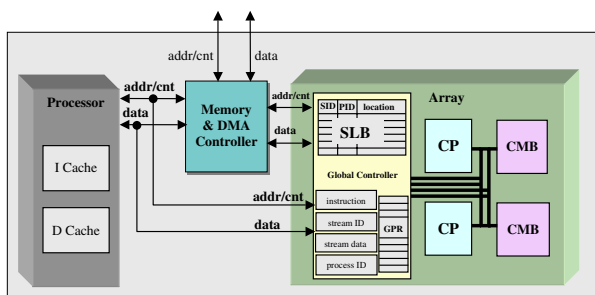 addr/cnt
data
Processor
addr/cnt
data
I Cache
D Cache
Memory
& DMA
Controller
addr/cnt
data
addr/cnt
data
Array
SID PID location
SLB
Global Controller
instruction
stream ID
stream data
process ID
GPR
CP
CMB
CP
CMB